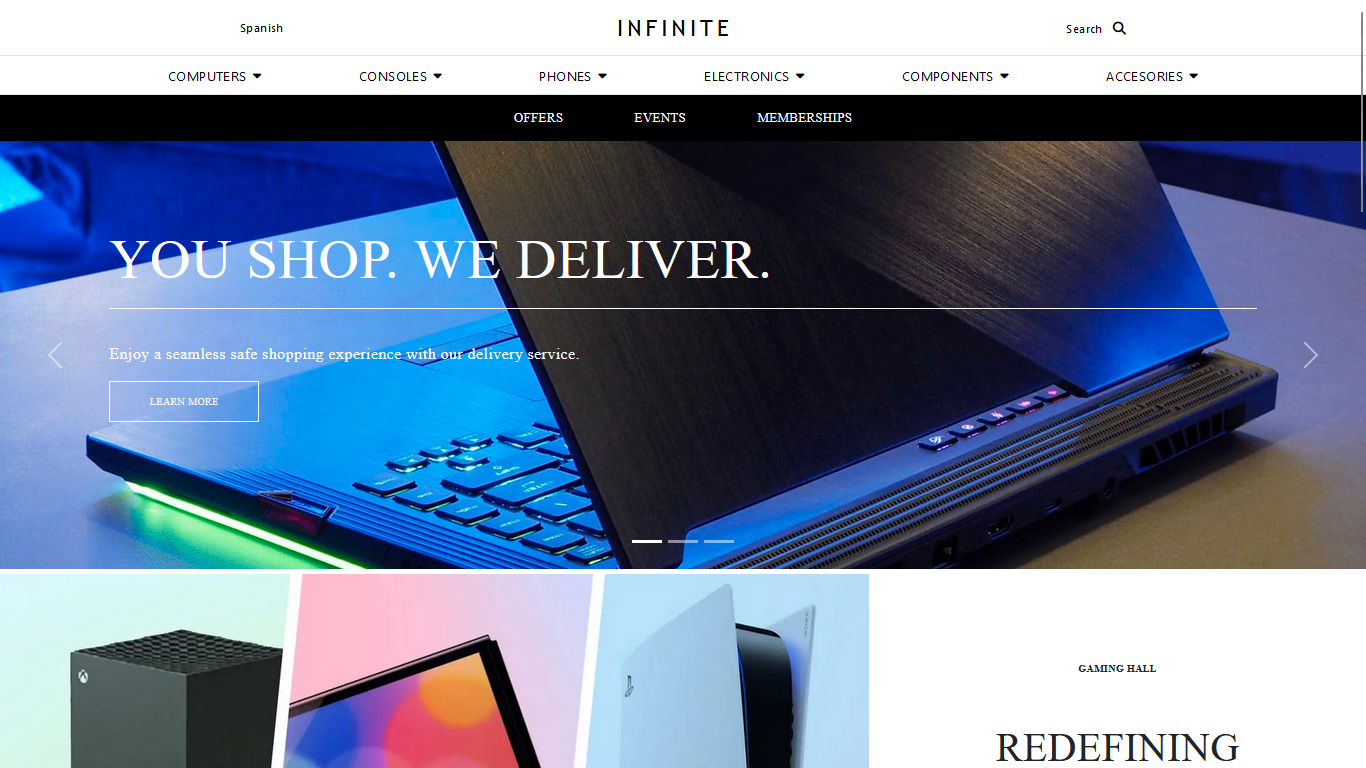 Spanish
INFINITE
Search
COMPUTERS
CONSOLES
PHONES
ELECTRONICS
COMPONENTS
ACCESORIES
OFFERS
EVENTS
MEMBERSHIPS
YOU SHOP. WE DELIVER.
Enjoy a seamless safe shopping experience with our delivery service.
LEARN MORE
GAMING HALL
REDEFINING